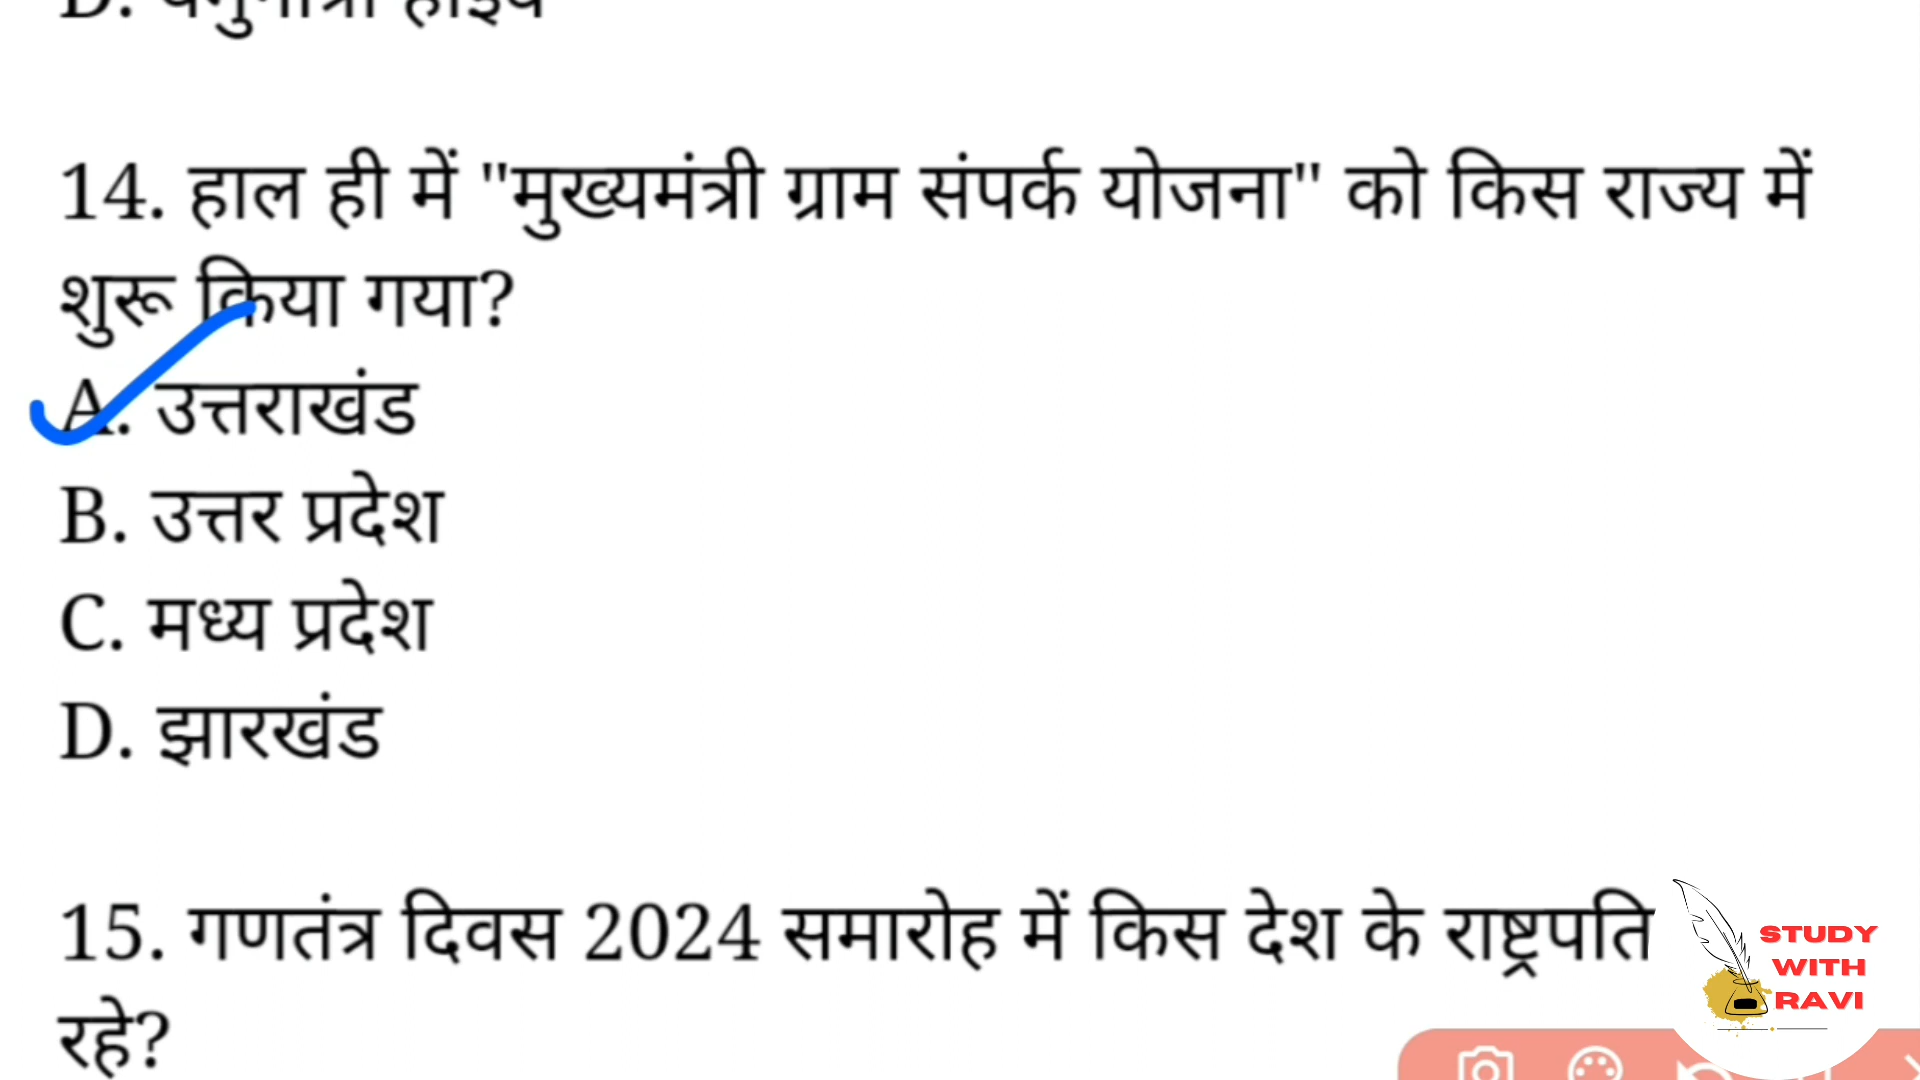 14. हाल ही में "मुख्यमंत्री ग्राम संपर्क योजना" को किस राज्य में
शुरू किया गया?
A. उत्तराखंड
B. उत्तर प्रदेश
C. मध्य प्रदेश
D. झारखंड
15. गणतंत्र दिवस 2024 समारोह में किस देश के राष्ट्रपति
रहे?
STUDY
WITH
RAVI